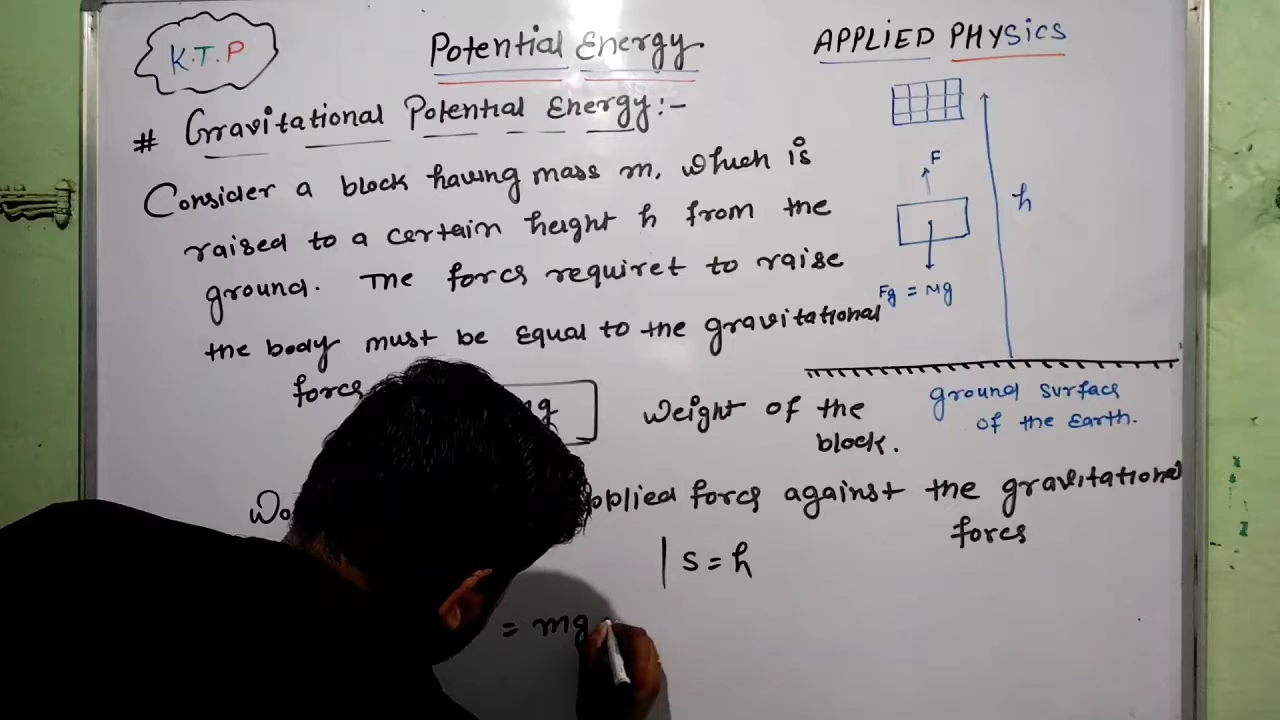 K.T.P
Potential Energy
APPLIED PHYSICS
# Gravitational Potential Energy:-
Consider a block having mass m, which is
raised to a certain height h from the
ground. The force requiret to raise
the body must be equal to the gravitational
force
mg
Weight of the
block.
F
h
Fg = Mg
ground surface
of the Earth.
applied force against the gravitational
force
S = h
= mg